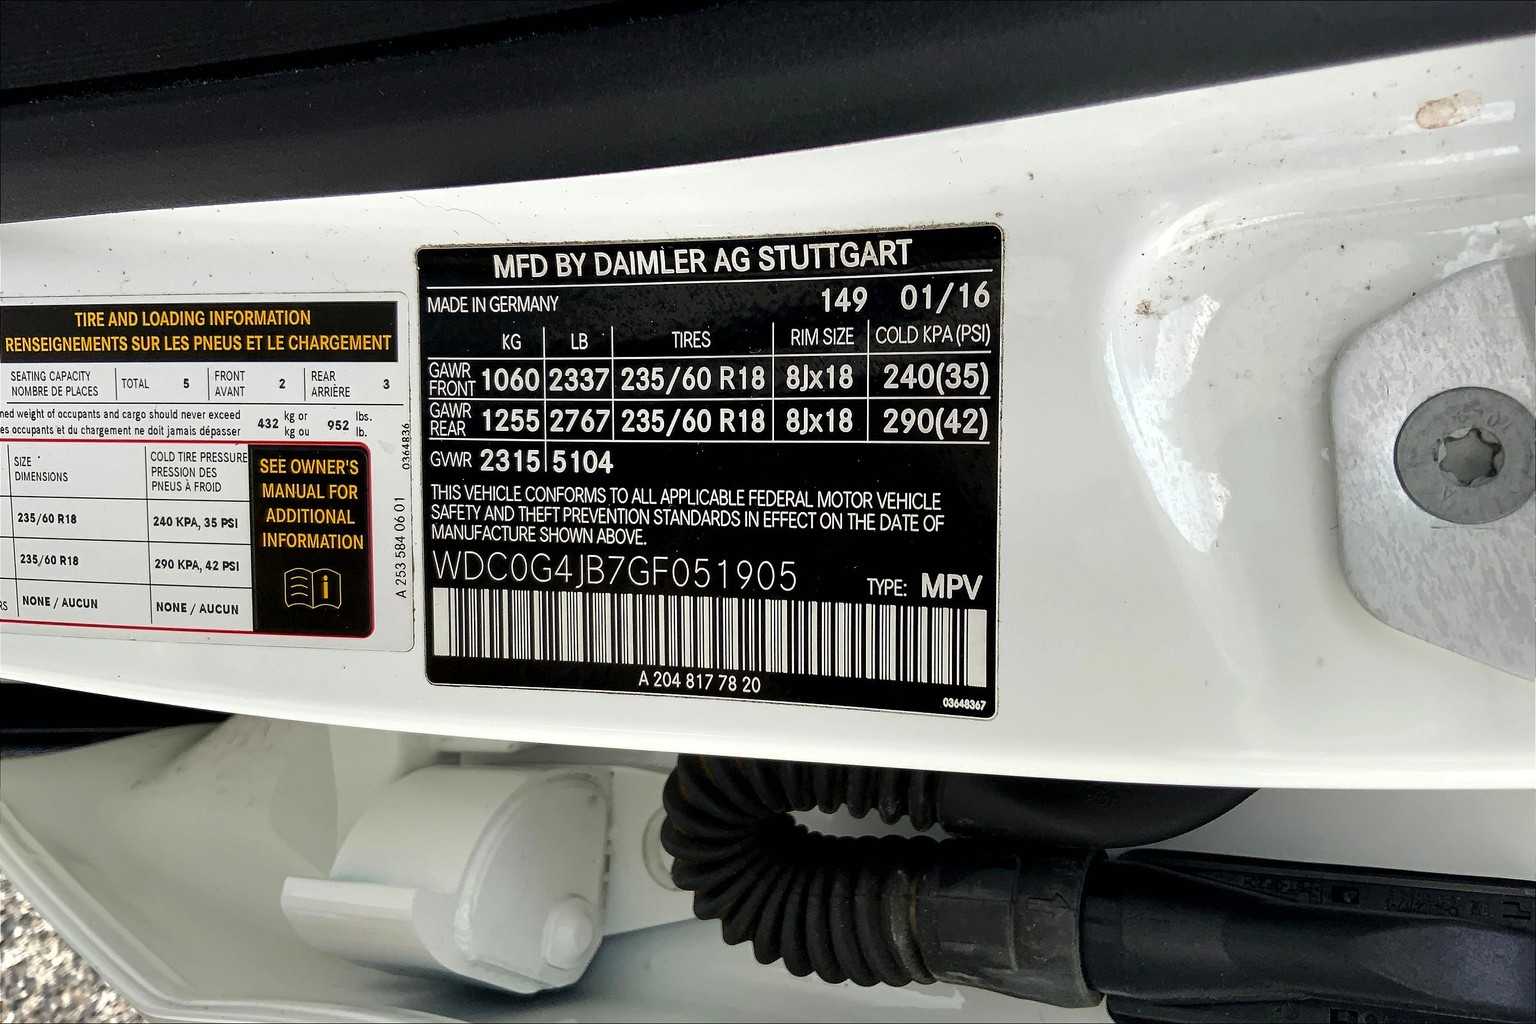 TIRE AND LOADING INFORMATION
RENSEIGNEMENTS SUR LES PNEUS ET LE CHARGEMENT
SEATING CAPACITY
NOMBRE DE PLACES
TOTAL 5
FRONT
AVANT
2
REAR
ARRIÈRE
3
weight of occupants and cargo should never exceed
occupants et du chargement ne doit jamais dépasser
432 kg or
kg ou
952 lbs.
lb.
SIZE
DIMENSIONS
COLD TIRE PRESSURE
PRESSION DES
PNEUS À FROID
235/60 R18 240 KPA, 35 PSI
235/60 R18 290 KPA, 42 PSI
NONE / AUCUN NONE / AUCUN
SEE OWNER'S
MANUAL FOR
ADDITIONAL
INFORMATION
i
A 253 584 06 01
0364836
MFD BY DAIMLER AG STUTTGART
MADE IN GERMANY 149 01/16
KG LB TIRES RIM SIZE COLD KPA (PSI)
GAWR
FRONT
1060 2337 235/60 R18 8Jx18 240(35)
GAWR
REAR
1255 2767 235/60 R18 8Jx18 290(42)
GVWR 2315 5104
THIS VEHICLE CONFORMS TO ALL APPLICABLE FEDERAL MOTOR VEHICLE
SAFETY AND THEFT PREVENTION STANDARDS IN EFFECT ON THE DATE OF
MANUFACTURE SHOWN ABOVE.
WDC0G4JB7GF051905
TYPE: MPV
A 204 817 78 20
03648367